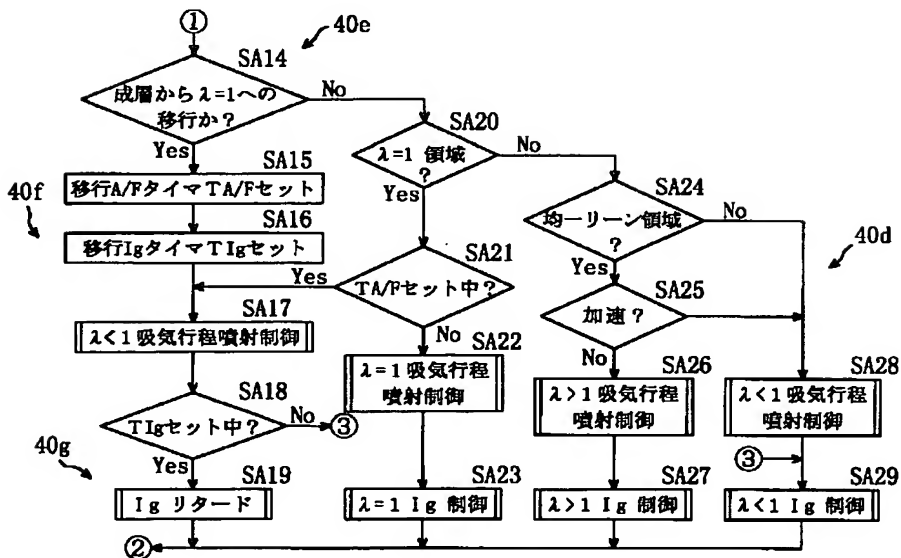 ①
40e
SA14
成層からλ=1への
移行か?
No
Yes
SA20
λ=1 領域
?
No
Yes
SA15
移行A/FタイマTA/Fセット
40f
SA16
移行IgタイマTIgセット
SA24
均一リーン領域
?
No
Yes
40d
SA21
TA/Fセット中?
Yes
No
SA25
加速?
No
SA17
λ<1吸気行程噴射制御
SA22
λ=1吸気行程
噴射制御
SA26
λ>1吸気行程
噴射制御
SA28
λ<1吸気行程
噴射制御
SA18
TIgセット中?
No
③
Yes
40g
③
SA19
Ig リタード
SA23
λ=1 Ig 制御
SA27
λ>1 Ig 制御
SA29
λ<1 Ig 制御
②